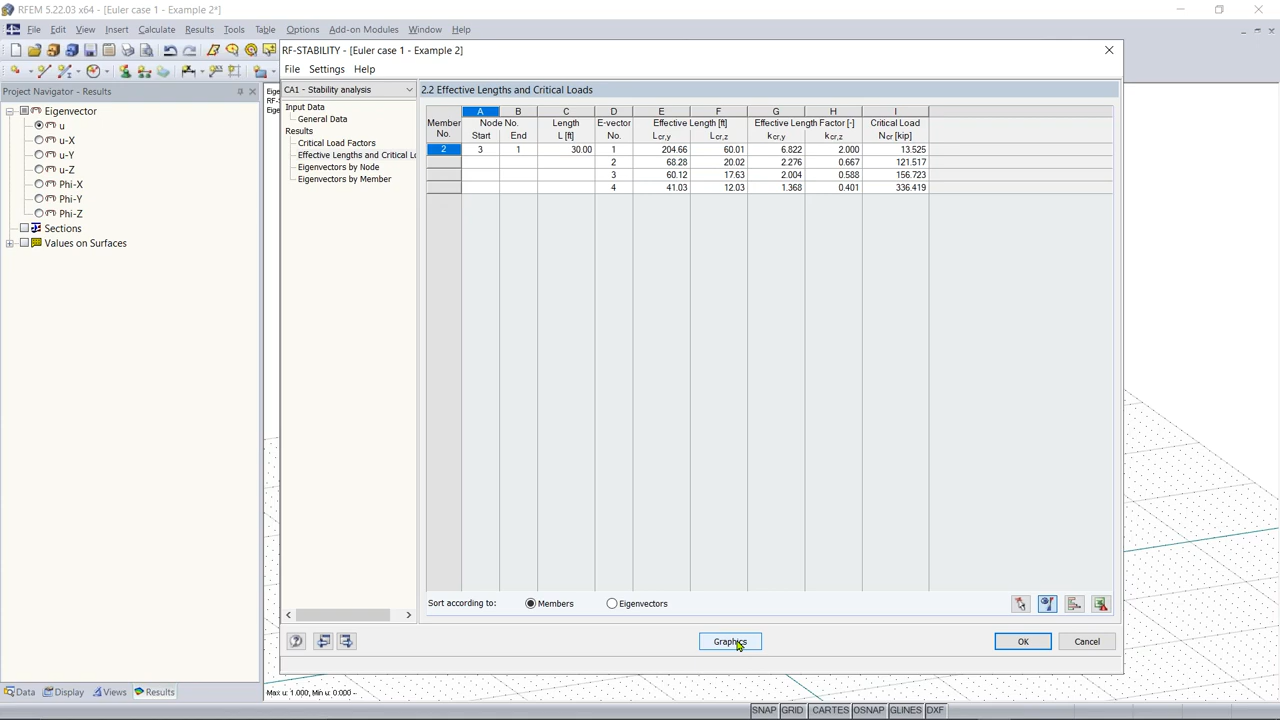 RFEM 5.22.03 x64 - [Euler case 1 - Example 2*]
File Edit View Insert Calculate Results Tools Table Options Add-on Modules Window Help
Project Navigator - Results
Eigenvector
u
u-X
u-Y
u-Z
Phi-X
Phi-Y
Phi-Z
Sections
Values on Surfaces
Data Display Views Results
RF-STABILITY - [Euler case 1 - Example 2]
File Settings Help
CA1 - Stability analysis
Input Data
General Data
Results
Critical Load Factors
Effective Lengths and Critical Lo
Eigenvectors by Node
Eigenvectors by Member
2.2 Effective Lengths and Critical Loads
A B C D E F G H I
Member Node No. Length E-vector Effective Length [ft] Effective Length Factor [-] Critical Load
No. Start End L [ft] No. Lcr,y Lcr,z kcr,y kcr,z Ncr [kip]
2 3 1 30.00 1 204.66 60.01 6.822 2.000 13.525
2 68.28 20.02 2.276 0.667 121.517
3 60.12 17.63 2.004 0.588 156.723
4 41.03 12.03 1.368 0.401 336.419
Sort according to: Members Eigenvectors
Graphics OK Cancel
Max u: 1.000, Min u: 0.000 -
SNAP GRID CARTES OSNAP GLINES DXF